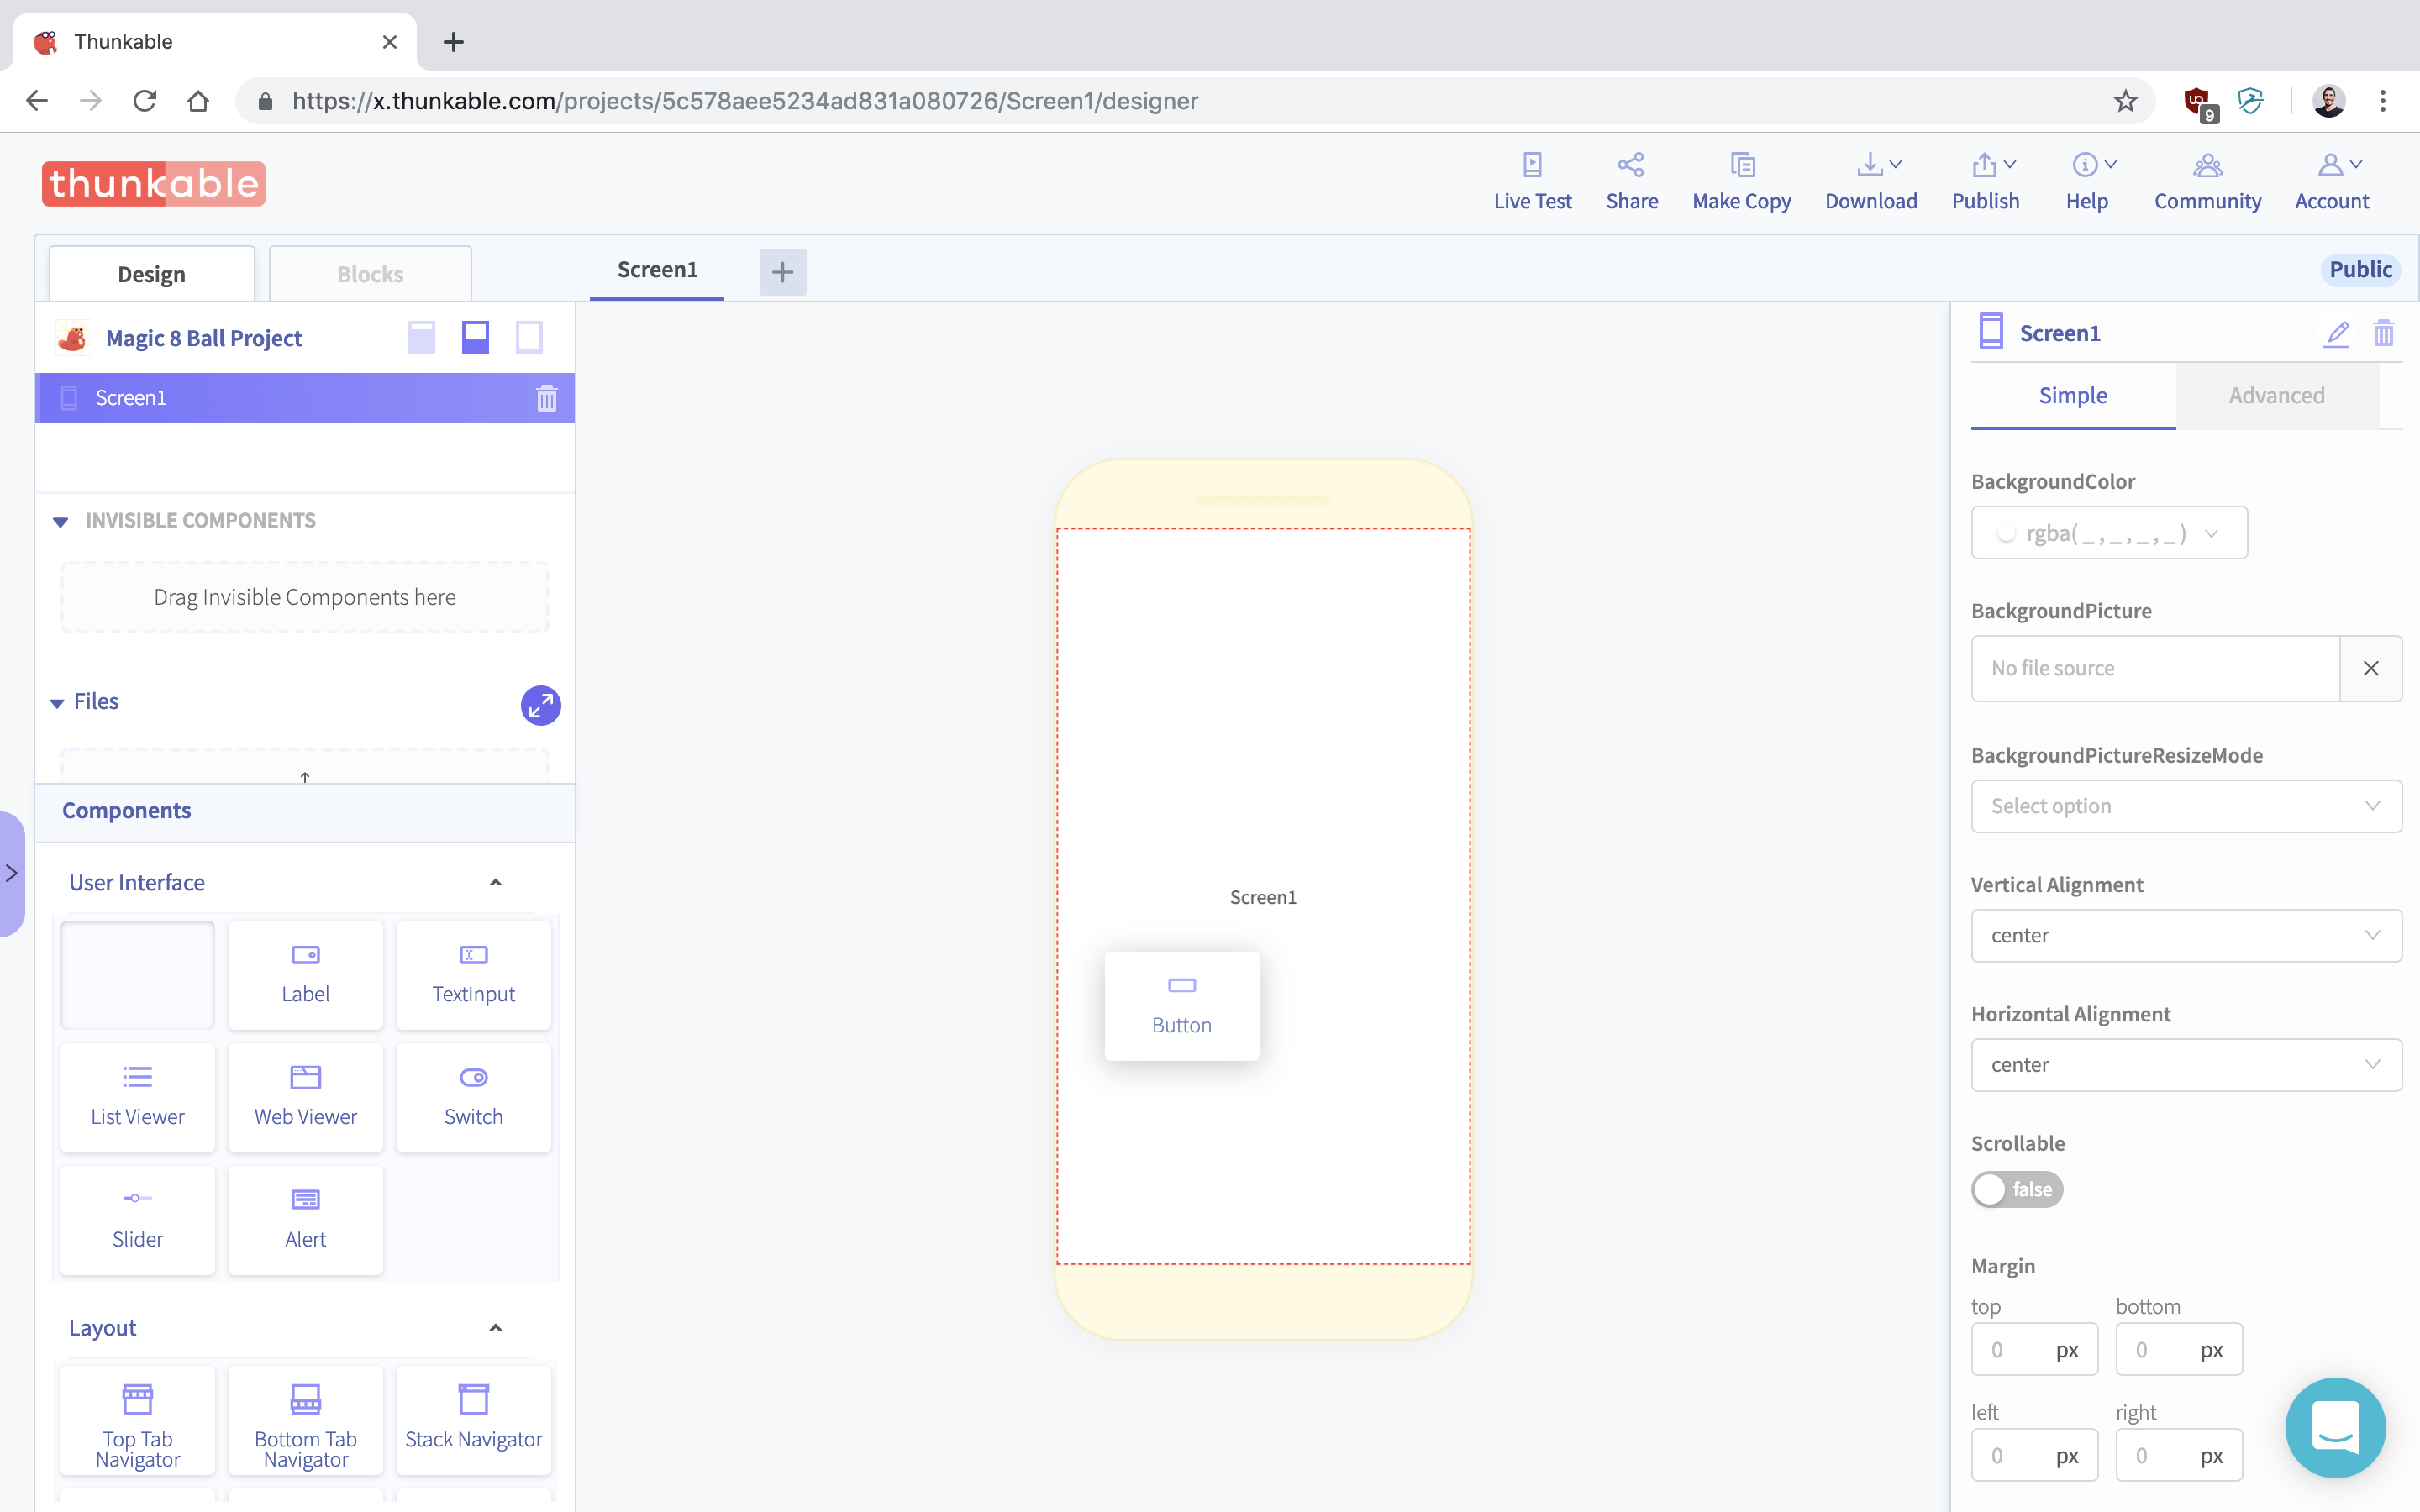 Thunkable
https://x.thunkable.com/projects/5c578aee5234ad831a080726/Screen1/designer
9
thunkable
Live Test
Share
Make Copy
Download
Publish
Help
Community
Account
Design
Blocks
Screen1
Public
Magic 8 Ball Project
Screen1
INVISIBLE COMPONENTS
Drag Invisible Components here
Files
Components
User Interface
Label
TextInput
List Viewer
Web Viewer
Switch
Slider
Alert
Layout
Top Tab
Navigator
Bottom Tab
Navigator
Stack Navigator
Screen1
Button
Screen1
Simple
Advanced
BackgroundColor
rgba( _ , _ , _ , _ )
BackgroundPicture
No file source
BackgroundPictureResizeMode
Select option
Vertical Alignment
center
Horizontal Alignment
center
Scrollable
false
Margin
top
bottom
0 px
0 px
left
right
0 px
0 px